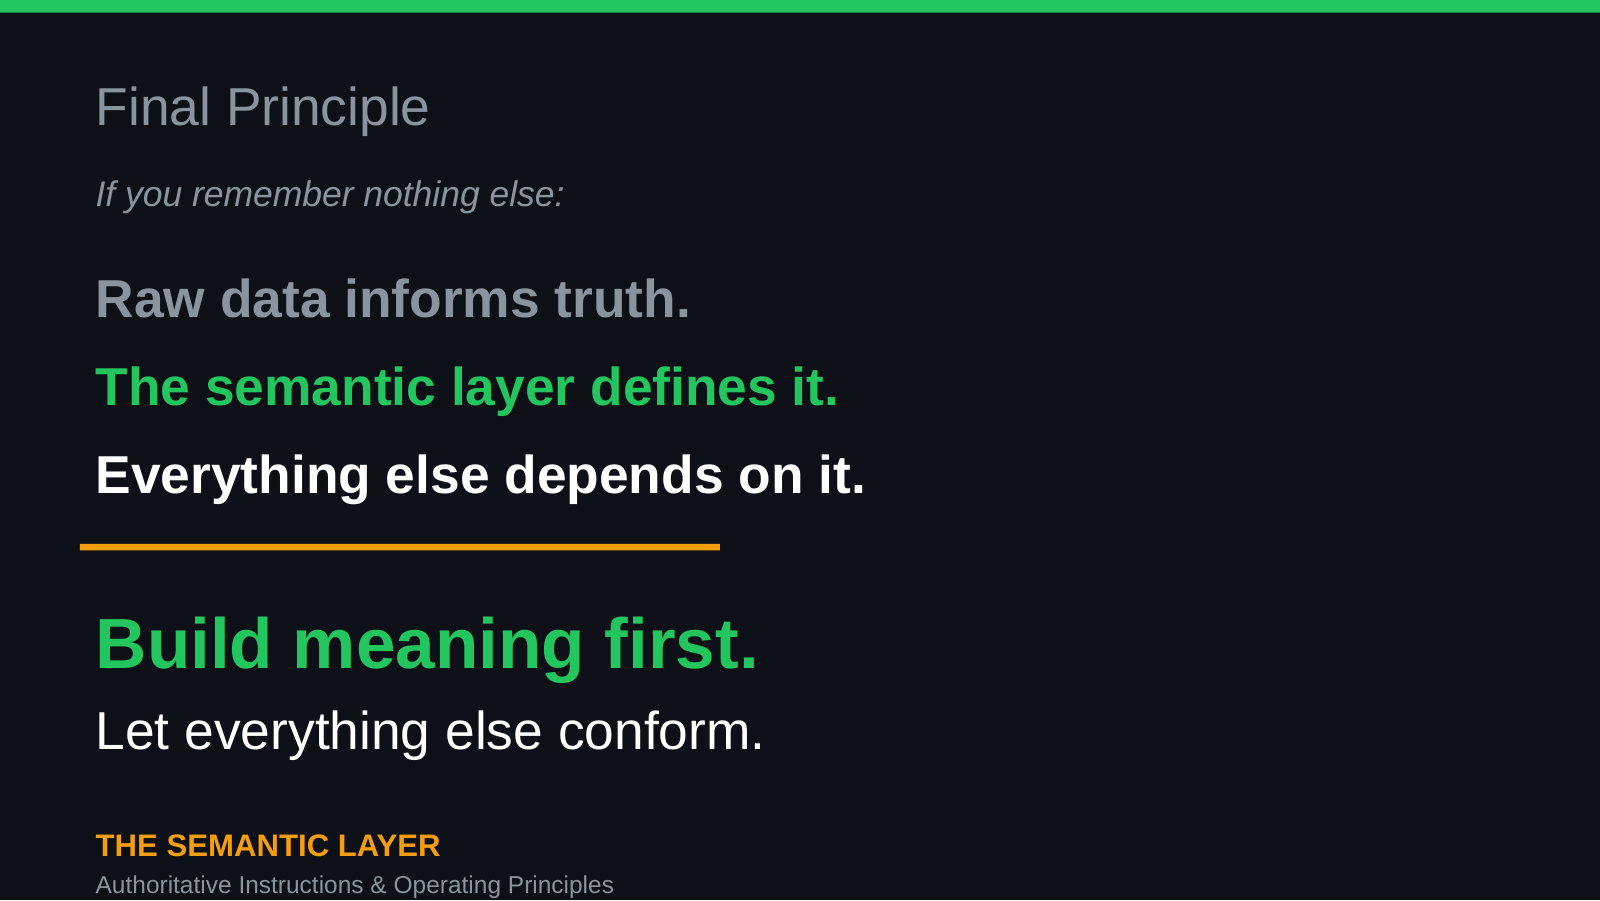 Final Principle
If you remember nothing else:
Raw data informs truth.
The semantic layer defines it.
Everything else depends on it.
Build meaning first.
Let everything else conform.
THE SEMANTIC LAYER
Authoritative Instructions & Operating Principles